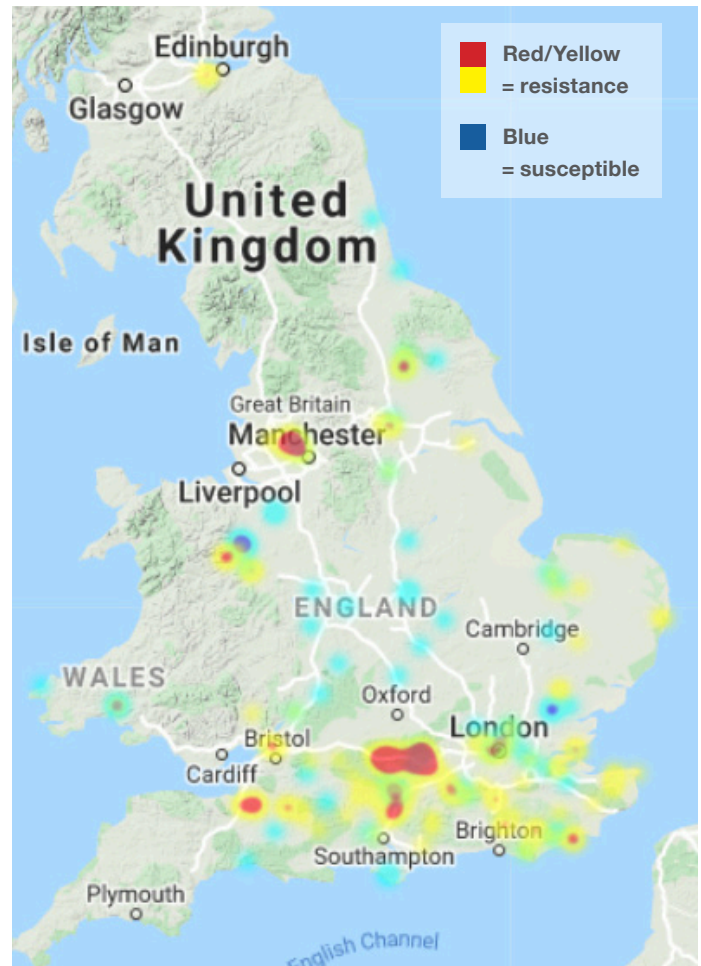 Edinburgh
Glasgow
Red/Yellow
= resistance
Blue
= susceptible
United
Kingdom
Isle of Man
Great Britain
Manchester
Liverpool
ENGLAND
Cambridge
WALES
Oxford
London
Bristol
Cardiff
Brighton
Southampton
Plymouth
English Channel